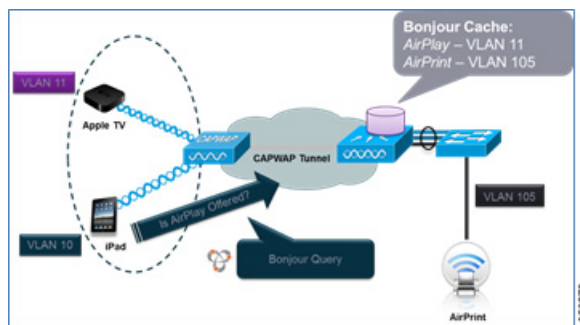 Bonjour Cache:
AirPlay – VLAN 11
AirPrint – VLAN 105
VLAN 11
Apple TV
CAPWAP
CAPWAP Tunnel
Is AirPlay Offered?
VLAN 105
VLAN 10
iPad
Bonjour Query
AirPrint